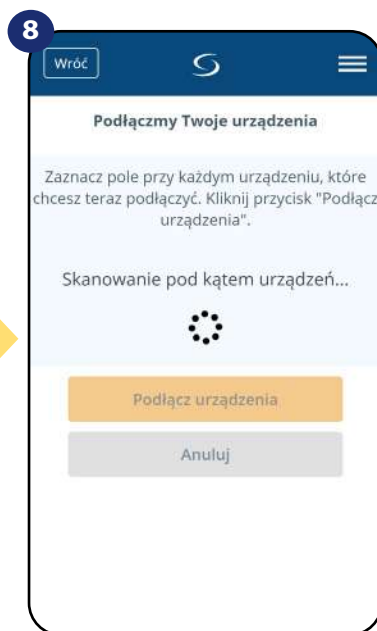 8
Wróć
Podłączmy Twoje urządzenia
Zaznacz pole przy każdym urządzeniu, które
chcesz teraz podłączyć. Kliknij przycisk "Podłącz
urządzenia".
Skanowanie pod kątem urządzeń...
Podłącz urządzenia
Anuluj